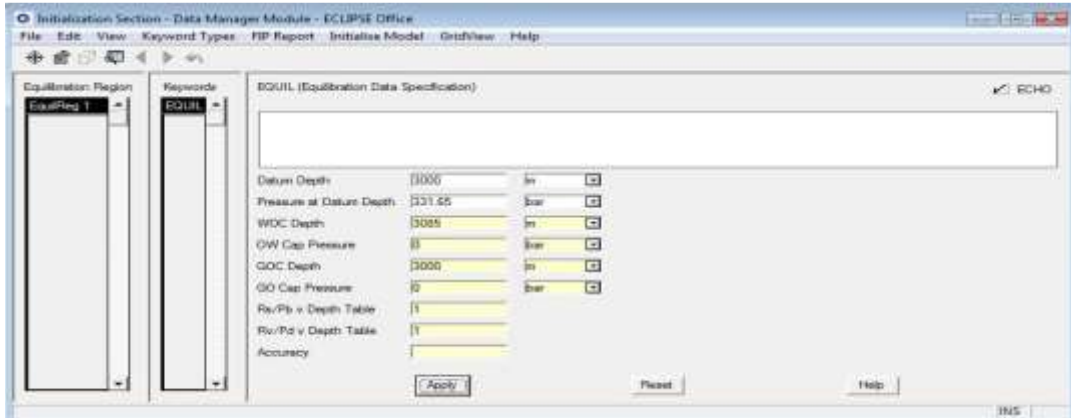 Initialization Section - Data Manager Module - ECLIPSE Office
File Edit View Keyword Types FIP Report Initialise Model GridView Help
Equilibration Region
EquilReg 1
Keywords
EQUIL
EQUIL (Equilibration Data Specification)
ECHO
Datum Depth 3000 m
Pressure at Datum Depth 331.65 bar
WOC Depth 3085 m
OW Cap Pressure 0 bar
GOC Depth 3000 m
GO Cap Pressure 0 bar
Rs/Pb v Depth Table 1
Rv/Pd v Depth Table 1
Accuracy
Apply Reset Help
INS